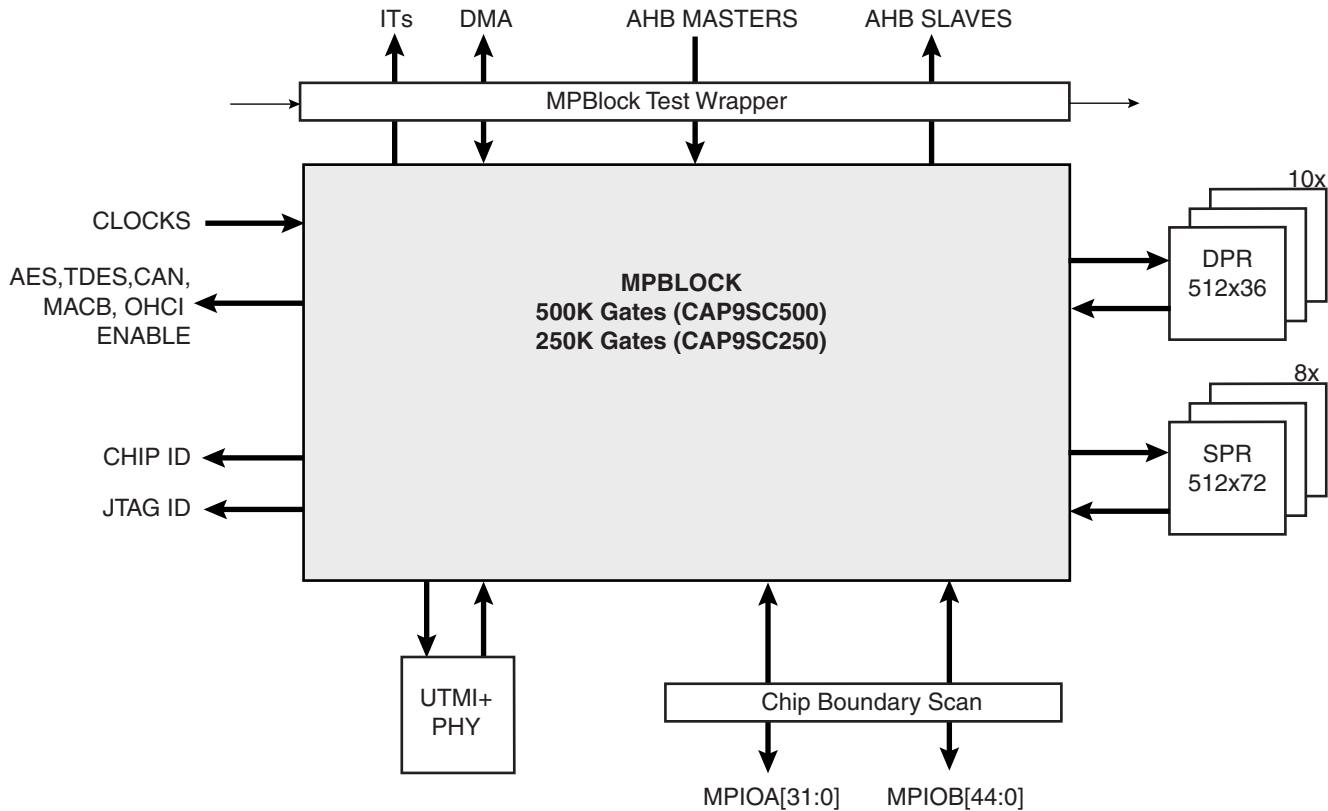 ITs
DMA
AHB MASTERS
AHB SLAVES
MPBlock Test Wrapper
CLOCKS
AES,TDES,CAN,
MACB, OHCI
ENABLE
MPBLOCK
500K Gates (CAP9SC500)
250K Gates (CAP9SC250)
10x
DPR
512x36
CHIP ID
JTAG ID
8x
SPR
512x72
UTMI+
PHY
Chip Boundary Scan
MPIOA[31:0]
MPIOB[44:0]